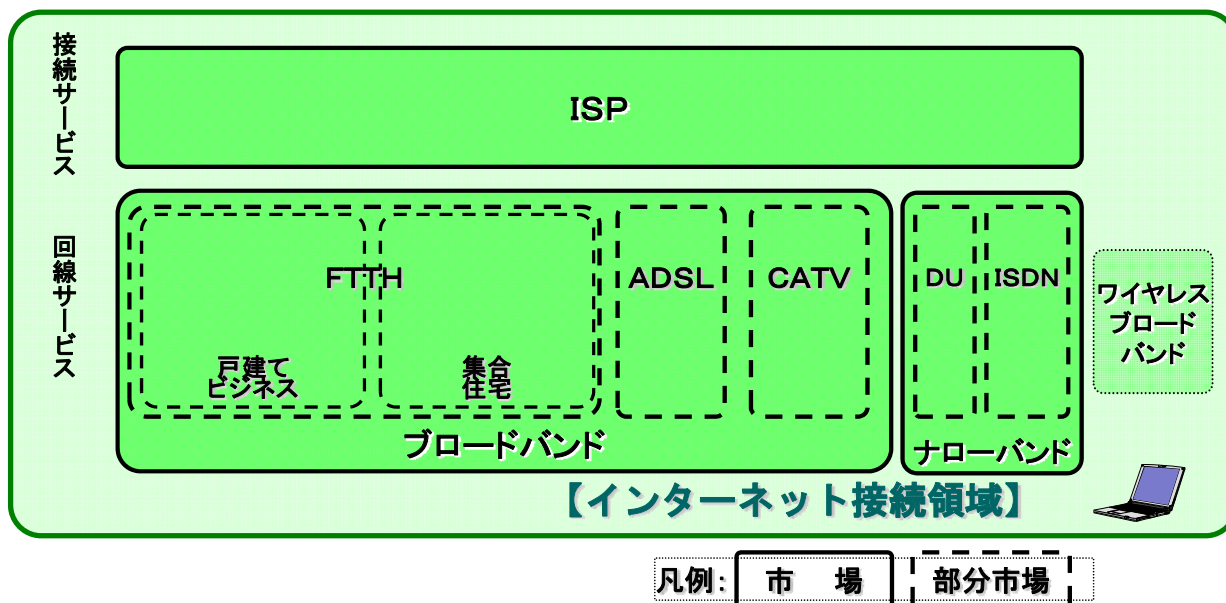 接続サービス
ISP
回線サービス
FTTH
戸建て
ビジネス
集合
住宅
ADSL
CATV
ブロードバンド
DU
ISDN
ナローバンド
ワイヤレス
ブロード
バンド
【インターネット接続領域】
凡例:
市 場
部分市場